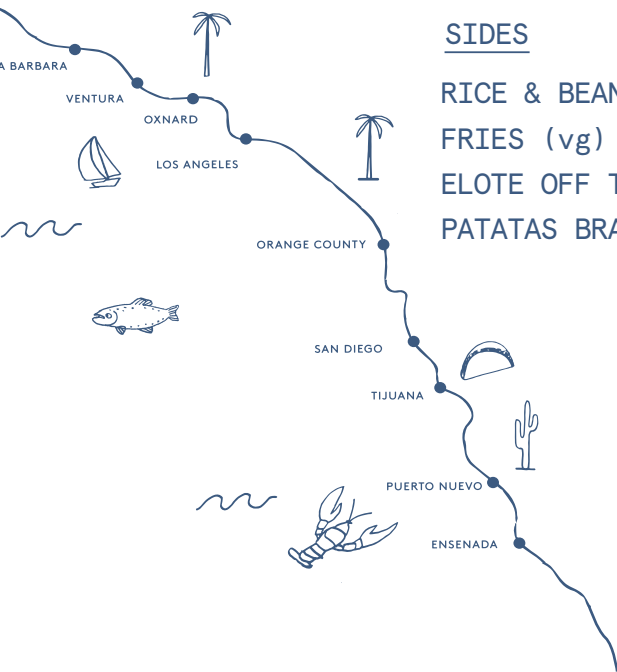 SIDES
RICE & BEAN
FRIES (vg)
ELOTE OFF T
PATATAS BRA
A BARBARA
VENTURA
OXNARD
LOS ANGELES
ORANGE COUNTY
SAN DIEGO
TIJUANA
PUERTO NUEVO
ENSENADA